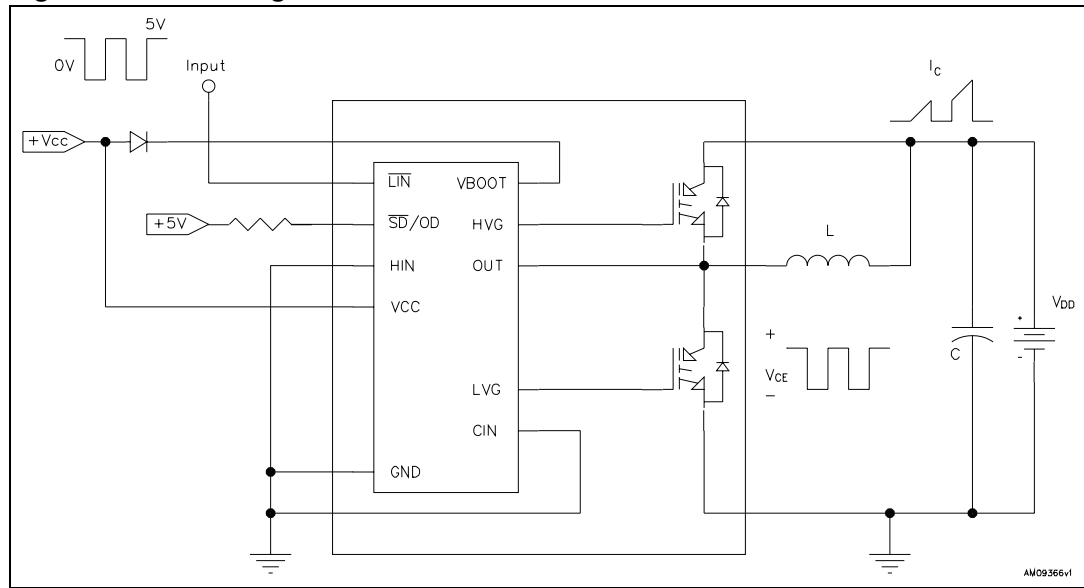 5V
0V
Input
IC
+Vcc
LIN
VBOOT
+5V
SD/OD
HVG
L
HIN
OUT
VCC
VDD
+
-
+
VCE
-
C
LVG
CIN
GND
AM09366v1